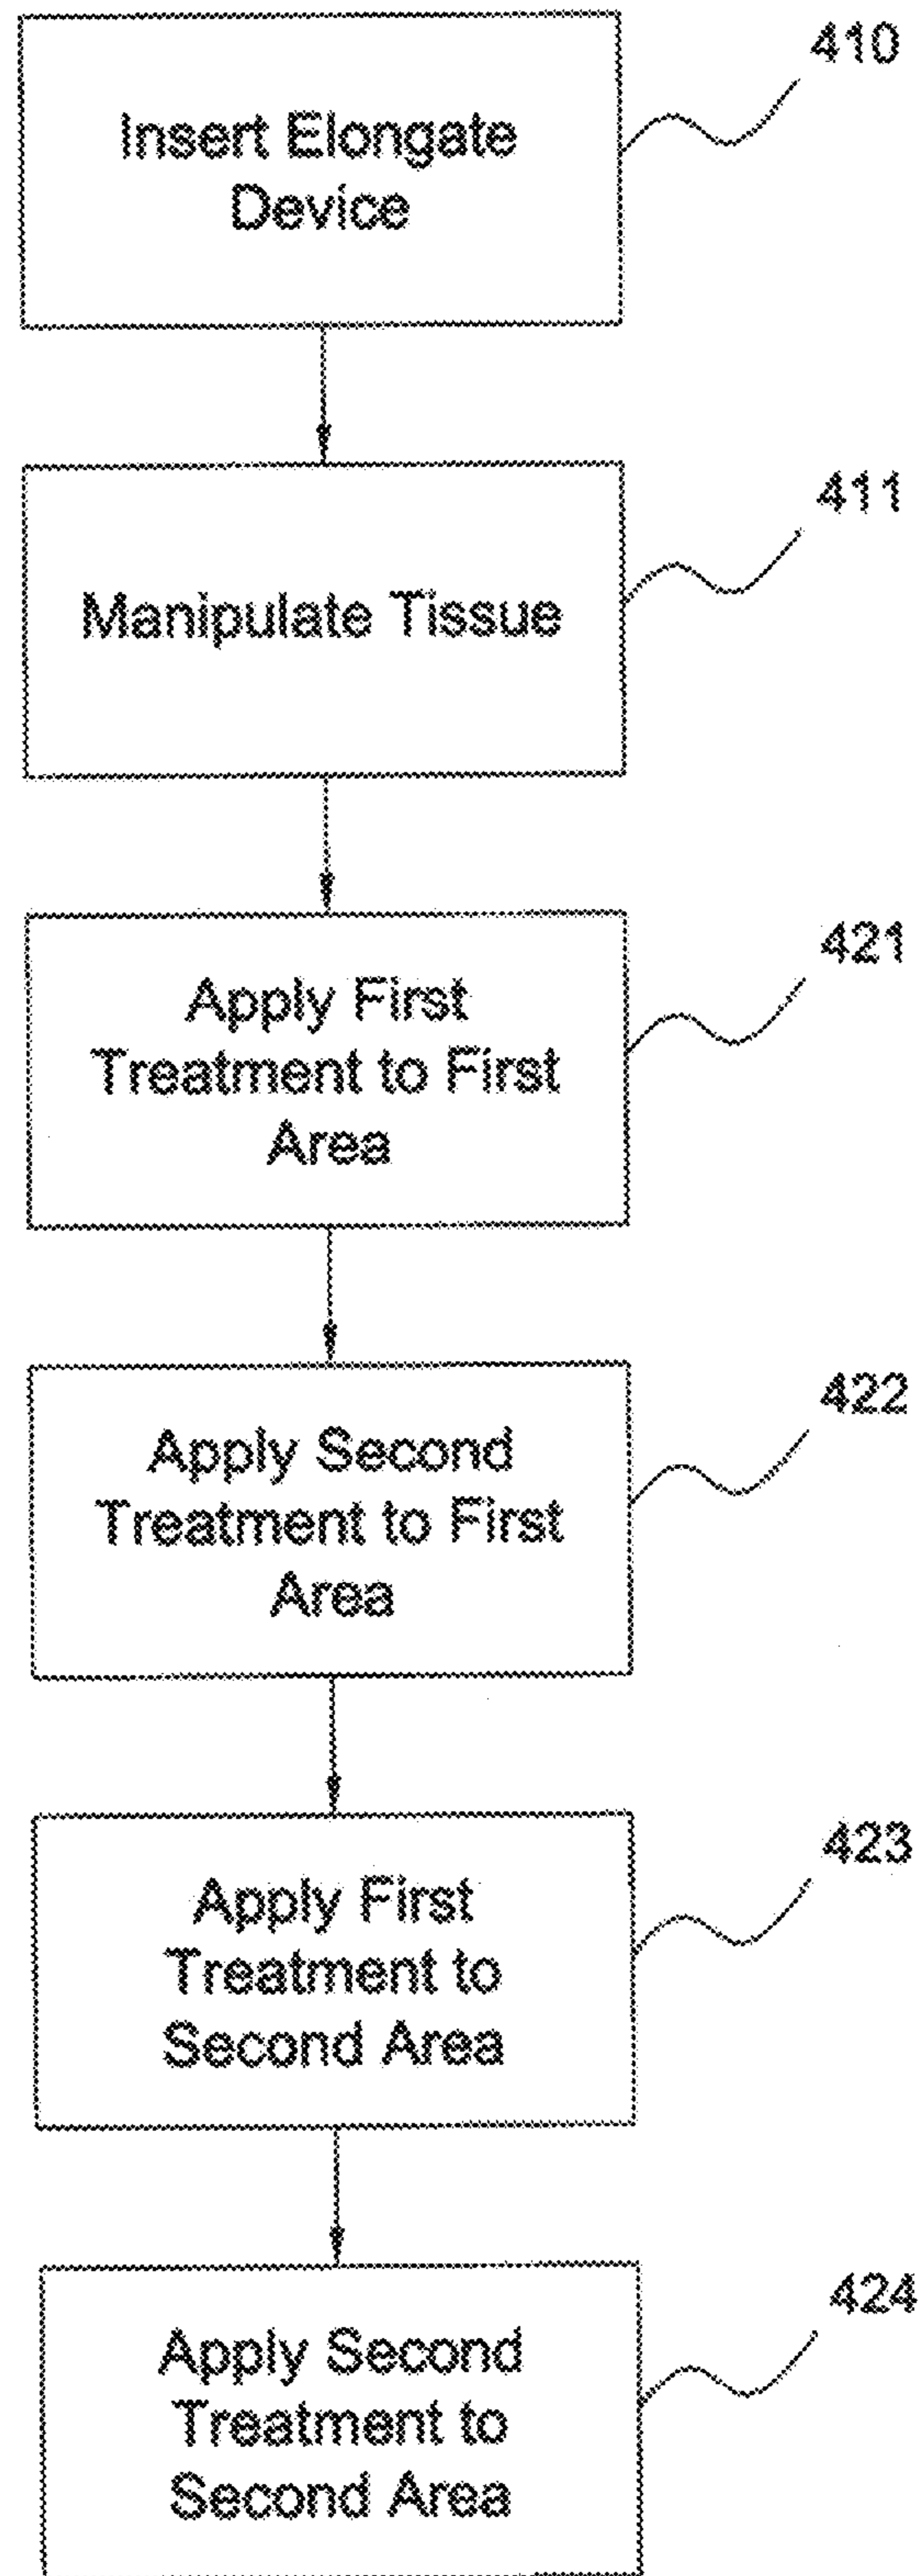 410
Insert Elongate
Device
411
Manipulate Tissue
421
Apply First
Treatment to First
Area
422
Apply Second
Treatment to First
Area
423
Apply First
Treatment to
Second Area
424
Apply Second
Treatment to
Second Area